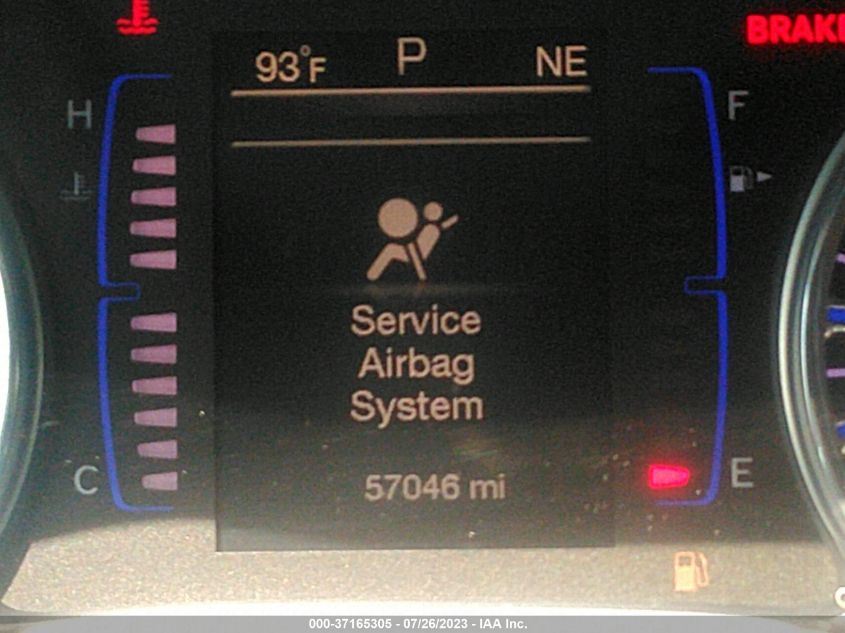 BRAKE
93°F P NE
H
F
Service
Airbag
System
C
E
57046 mi
000-37165305 - 07/26/2023 - IAA Inc.